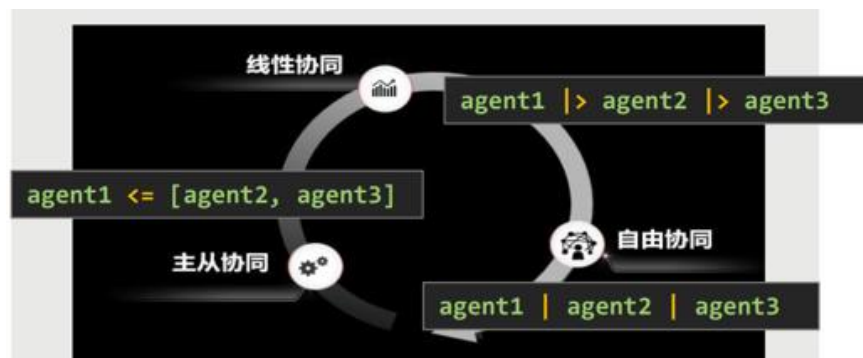 线性协同
agent1 |> agent2 |> agent3
agent1 <= [agent2, agent3]
主从协同
自由协同
agent1 | agent2 | agent3